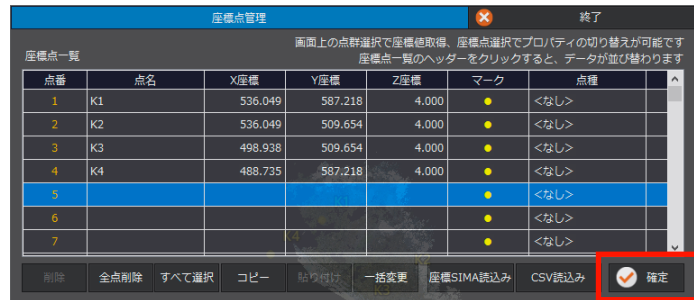 座標点管理 終了
画面上の点群選択で座標値取得、座標点選択でプロパティの切り替えが可能です
座標点一覧 座標点一覧のヘッダーをクリックすると、データが並び替わります
点番 点名 X座標 Y座標 Z座標 マーク 点種
1 K1 536.049 587.218 4.000 ● <なし>
2 K2 536.049 509.654 4.000 ● <なし>
3 K3 498.938 509.654 4.000 ● <なし>
4 K4 488.735 587.218 4.000 ● <なし>
5 ● <なし>
6 ● <なし>
7 ● <なし>
削除 全点削除 すべて選択 コピー 貼り付け 一括変更 座標SIMA読込み CSV読込み 確定
K1
K4
K3